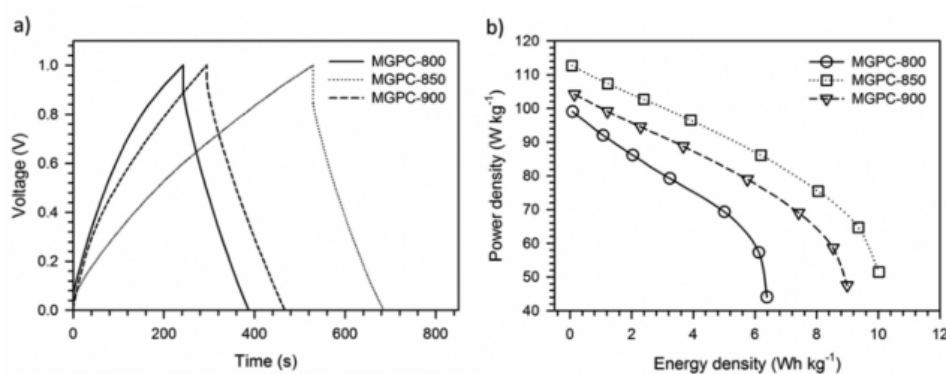 a)
1.0
0.8
0.6
0.4
0.2
0.0
Voltage (V)
MGPC-800
MGPC-850
MGPC-900
0
200
400
600
800
Time (s)
b)
120
110
100
90
80
70
60
50
40
Power density (W kg⁻¹)
MGPC-800
MGPC-850
MGPC-900
0
2
4
6
8
10
12
Energy density (Wh kg⁻¹)